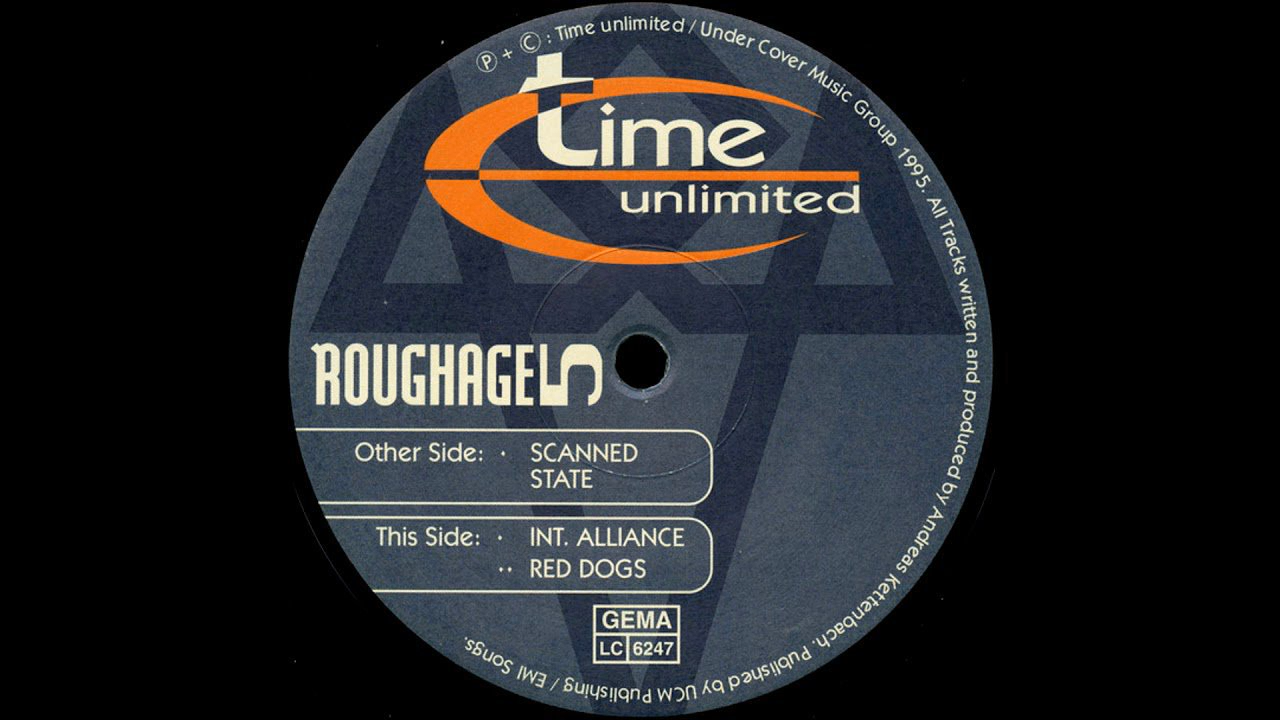 Ⓟ + Ⓒ : Time unlimited / Under Cover Music Group 1995. All Tracks written and produced by Andreas Kettenbach. Published by UCM Publishing / EMI Songs.
time
unlimited
ROUGHAGE 5
Other Side: · SCANNED
STATE
This Side: · INT. ALLIANCE
·· RED DOGS
GEMA
LC 6247